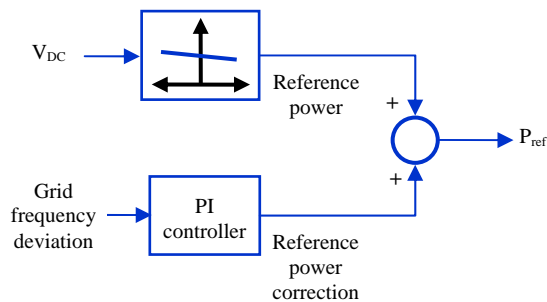 V_DC
Reference
power
+
P_ref
+
Grid
frequency
deviation
PI
controller
Reference
power
correction